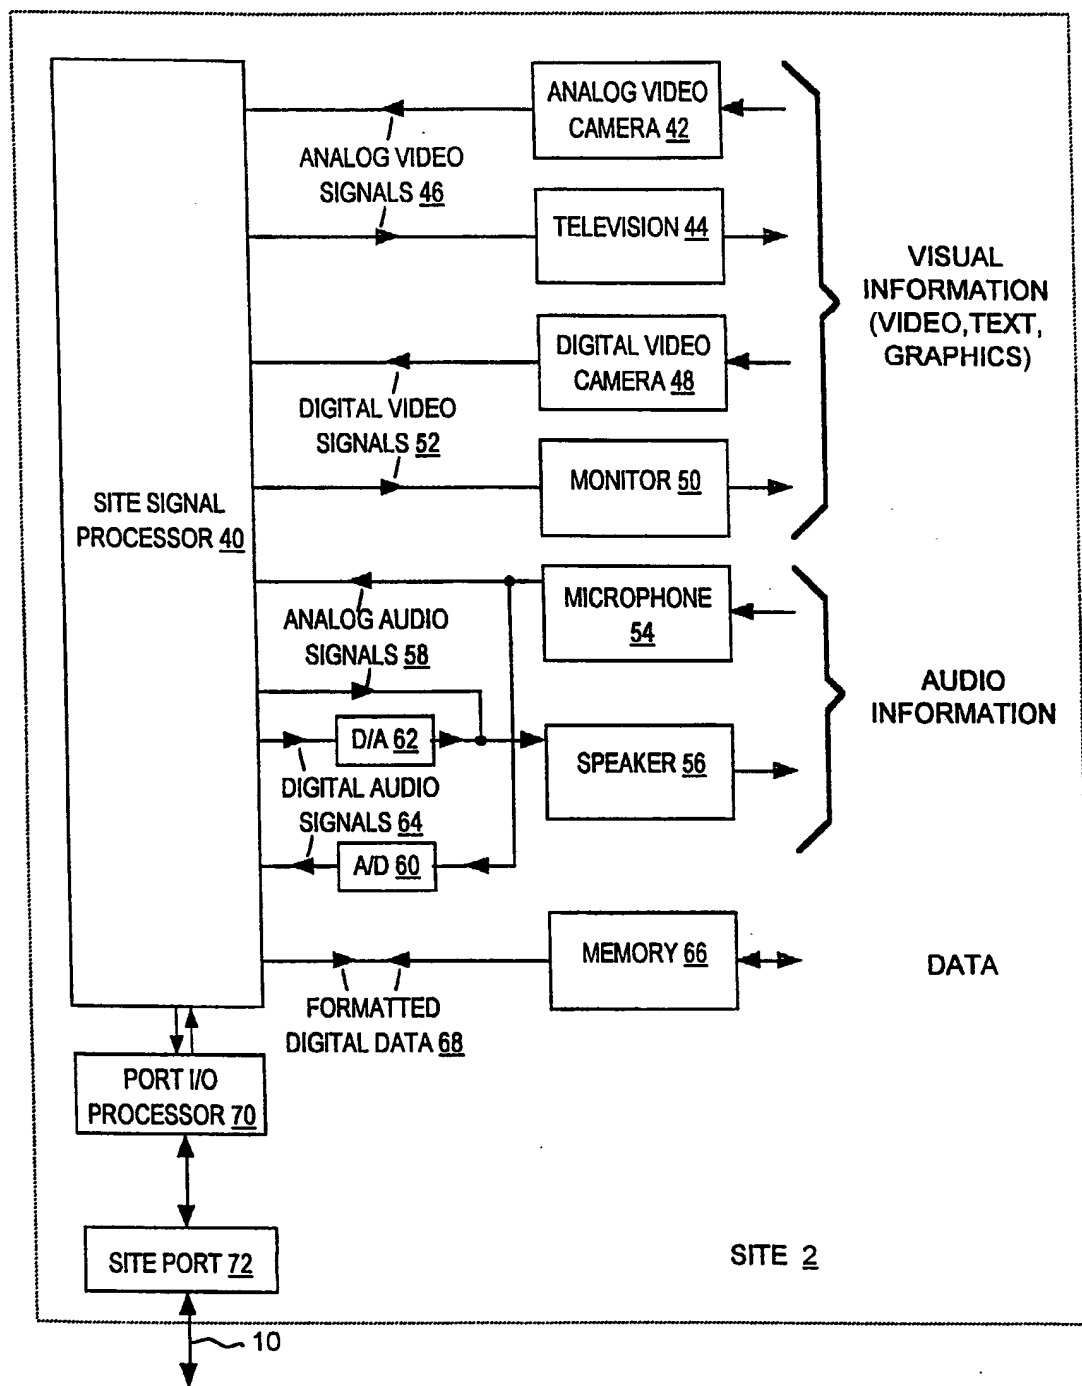 ANALOG VIDEO
CAMERA 42
ANALOG VIDEO
SIGNALS 46
TELEVISION 44
VISUAL
INFORMATION
(VIDEO,TEXT,
GRAPHICS)
DIGITAL VIDEO
CAMERA 48
DIGITAL VIDEO
SIGNALS 52
MONITOR 50
SITE SIGNAL
PROCESSOR 40
MICROPHONE
54
ANALOG AUDIO
SIGNALS 58
AUDIO
INFORMATION
D/A 62
SPEAKER 56
DIGITAL AUDIO
SIGNALS 64
A/D 60
MEMORY 66
DATA
FORMATTED
DIGITAL DATA 68
PORT I/O
PROCESSOR 70
SITE PORT 72
SITE 2
10